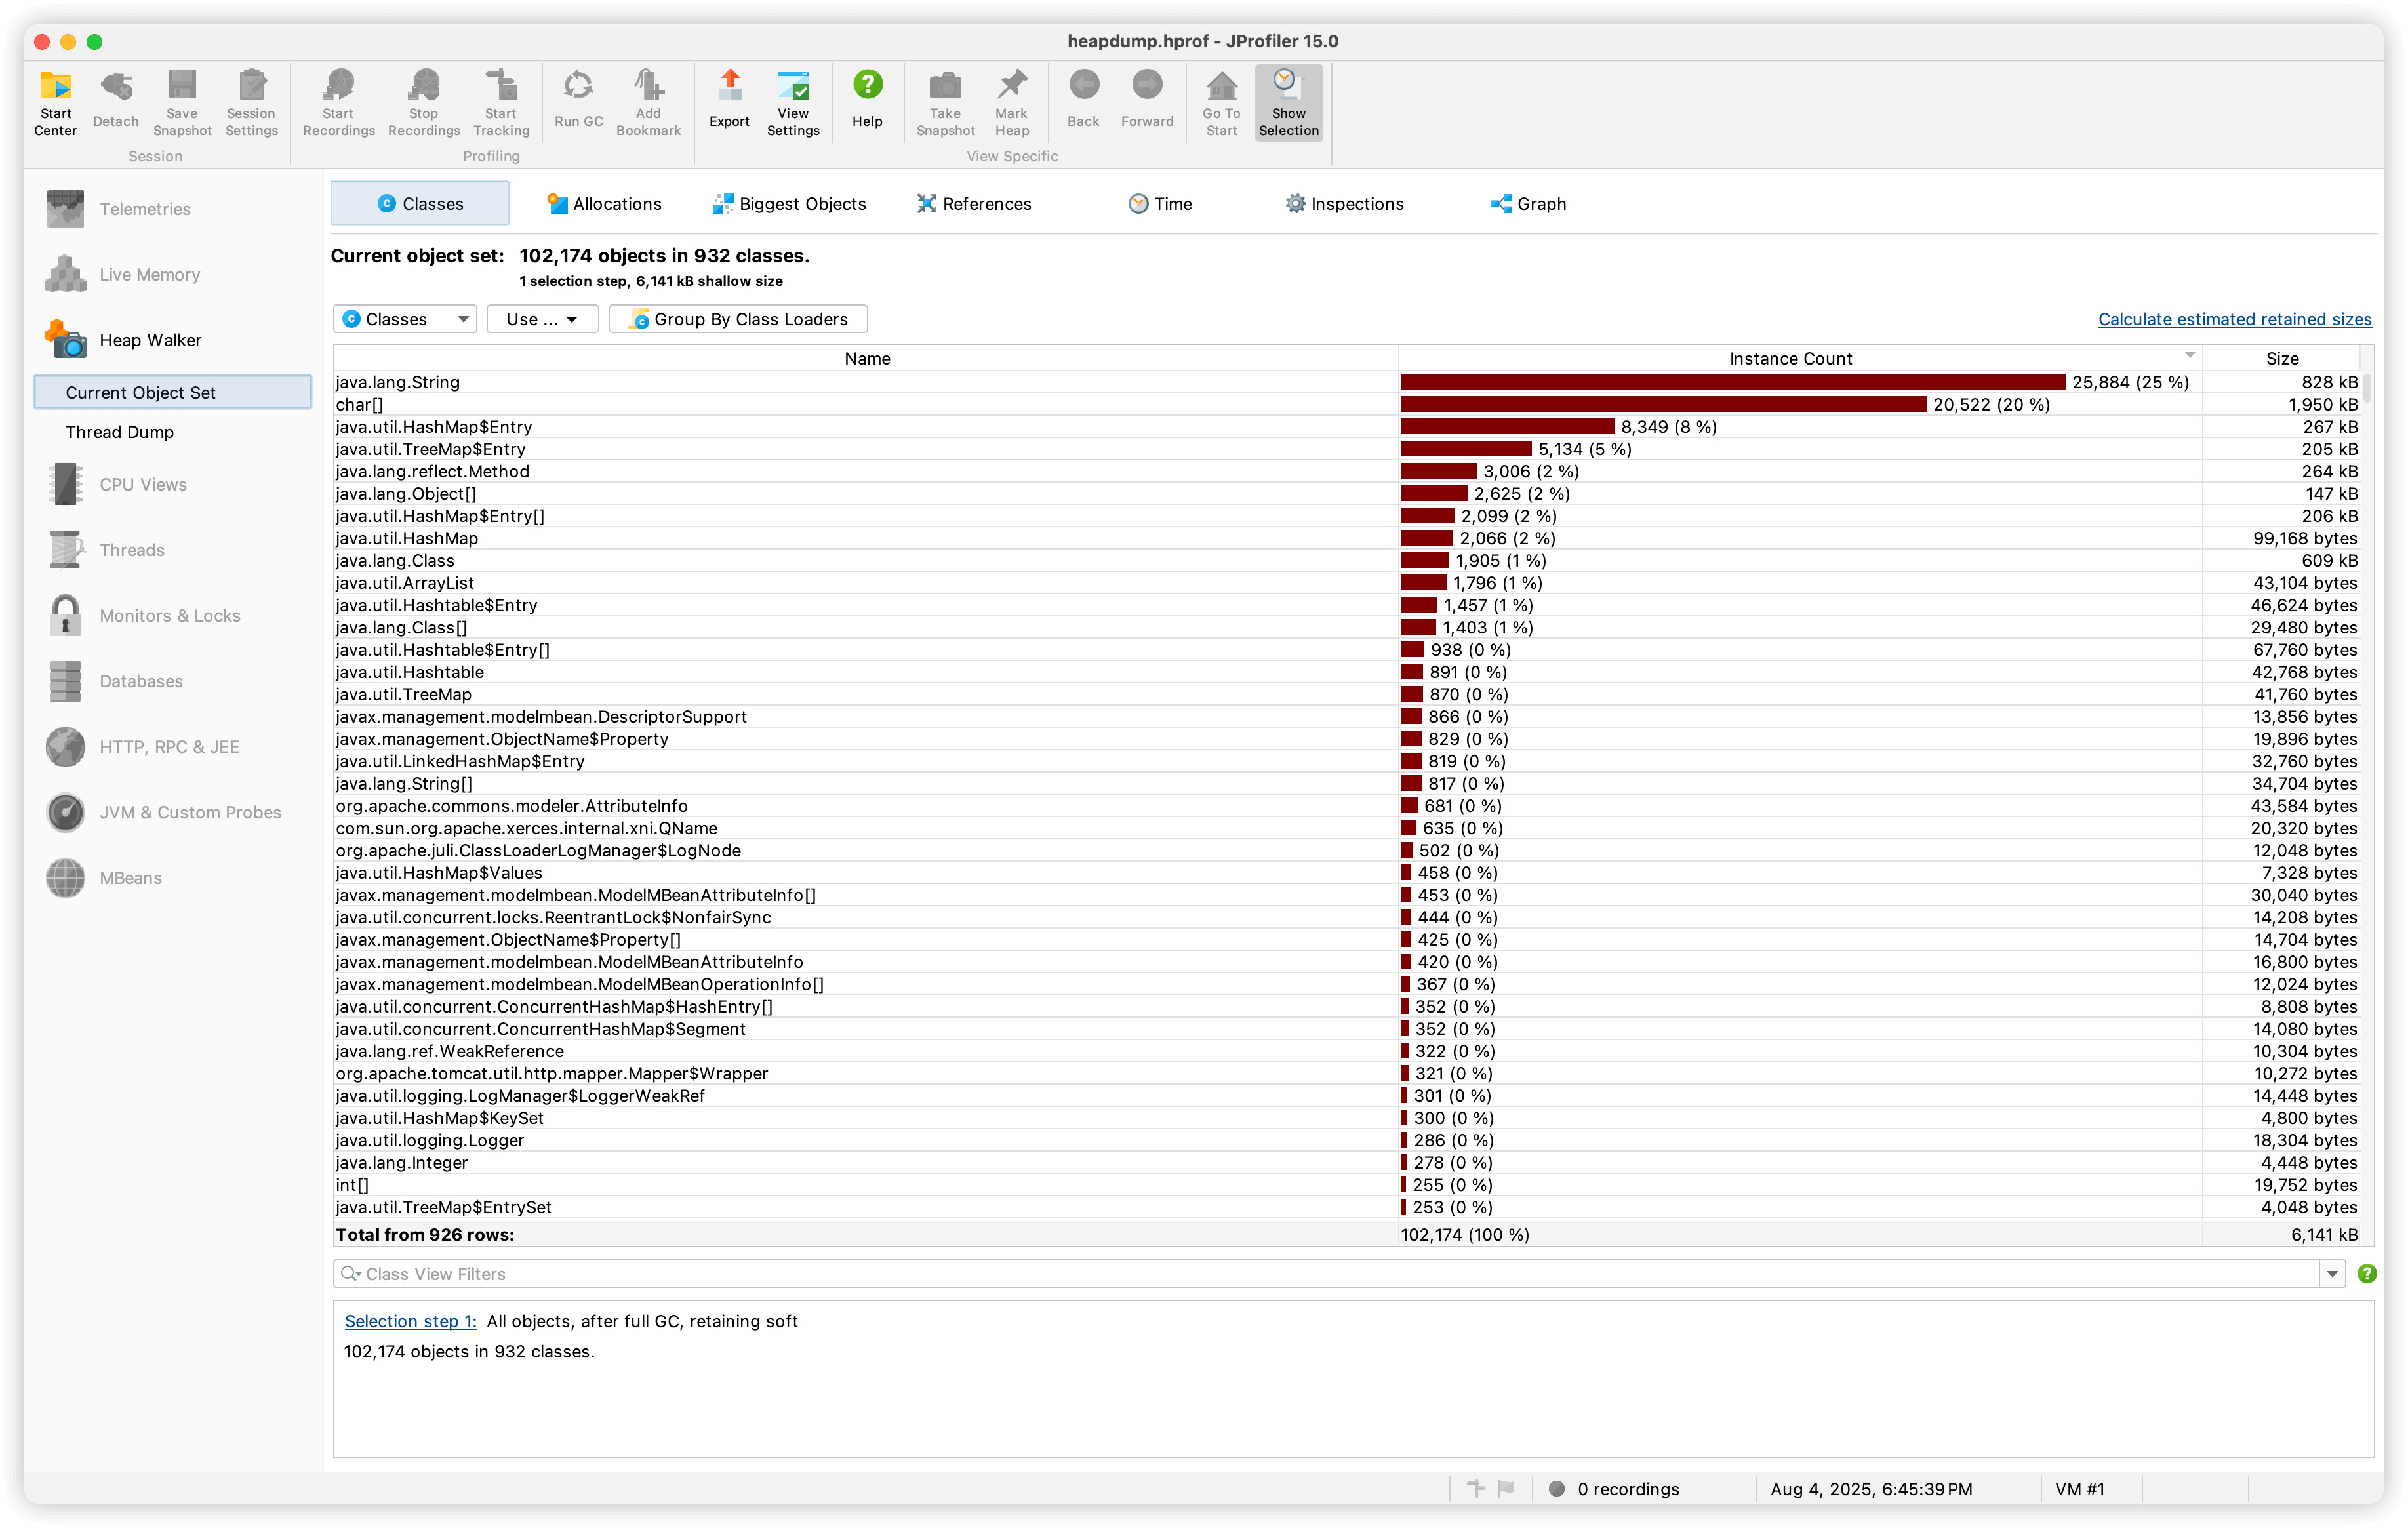 heapdump.hprof - JProfiler 15.0
Start Center
Detach
Save Snapshot
Session Settings
Start Recordings
Stop Recordings
Start Tracking
Run GC
Add Bookmark
Export
View Settings
Help
Take Snapshot
Mark Heap
Back
Forward
Go To Start
Show Selection
Session
Profiling
View Specific
Telemetries
Live Memory
Heap Walker
Current Object Set
Thread Dump
CPU Views
Threads
Monitors & Locks
Databases
HTTP, RPC & JEE
JVM & Custom Probes
MBeans
Classes Allocations Biggest Objects References Time Inspections Graph
Current object set: 102,174 objects in 932 classes.
1 selection step, 6,141 kB shallow size
Classes Use ... Group By Class Loaders Calculate estimated retained sizes
Name Instance Count Size
java.lang.String 25,884 (25 %) 828 kB
char[] 20,522 (20 %) 1,950 kB
java.util.HashMap$Entry 8,349 (8 %) 267 kB
java.util.TreeMap$Entry 5,134 (5 %) 205 kB
java.lang.reflect.Method 3,006 (2 %) 264 kB
java.lang.Object[] 2,625 (2 %) 147 kB
java.util.HashMap$Entry[] 2,099 (2 %) 206 kB
java.util.HashMap 2,066 (2 %) 99,168 bytes
java.lang.Class 1,905 (1 %) 609 kB
java.util.ArrayList 1,796 (1 %) 43,104 bytes
java.util.Hashtable$Entry 1,457 (1 %) 46,624 bytes
java.lang.Class[] 1,403 (1 %) 29,480 bytes
java.util.Hashtable$Entry[] 938 (0 %) 67,760 bytes
java.util.Hashtable 891 (0 %) 42,768 bytes
java.util.TreeMap 870 (0 %) 41,760 bytes
javax.management.modelmbean.DescriptorSupport 866 (0 %) 13,856 bytes
javax.management.ObjectName$Property 829 (0 %) 19,896 bytes
java.util.LinkedHashMap$Entry 819 (0 %) 32,760 bytes
java.lang.String[] 817 (0 %) 34,704 bytes
org.apache.commons.modeler.AttributeInfo 681 (0 %) 43,584 bytes
com.sun.org.apache.xerces.internal.xni.QName 635 (0 %) 20,320 bytes
org.apache.juli.ClassLoaderLogManager$LogNode 502 (0 %) 12,048 bytes
java.util.HashMap$Values 458 (0 %) 7,328 bytes
javax.management.modelmbean.ModelMBeanAttributeInfo[] 453 (0 %) 30,040 bytes
java.util.concurrent.locks.ReentrantLock$NonfairSync 444 (0 %) 14,208 bytes
javax.management.ObjectName$Property[] 425 (0 %) 14,704 bytes
javax.management.modelmbean.ModelMBeanAttributeInfo 420 (0 %) 16,800 bytes
javax.management.modelmbean.ModelMBeanOperationInfo[] 367 (0 %) 12,024 bytes
java.util.concurrent.ConcurrentHashMap$HashEntry[] 352 (0 %) 8,808 bytes
java.util.concurrent.ConcurrentHashMap$Segment 352 (0 %) 14,080 bytes
java.lang.ref.WeakReference 322 (0 %) 10,304 bytes
org.apache.tomcat.util.http.mapper.Mapper$Wrapper 321 (0 %) 10,272 bytes
java.util.logging.LogManager$LoggerWeakRef 301 (0 %) 14,448 bytes
java.util.HashMap$KeySet 300 (0 %) 4,800 bytes
java.util.logging.Logger 286 (0 %) 18,304 bytes
java.lang.Integer 278 (0 %) 4,448 bytes
int[] 255 (0 %) 19,752 bytes
java.util.TreeMap$EntrySet 253 (0 %) 4,048 bytes
Total from 926 rows: 102,174 (100 %) 6,141 kB
Class View Filters
Selection step 1: All objects, after full GC, retaining soft
102,174 objects in 932 classes.
0 recordings Aug 4, 2025, 6:45:39 PM VM #1